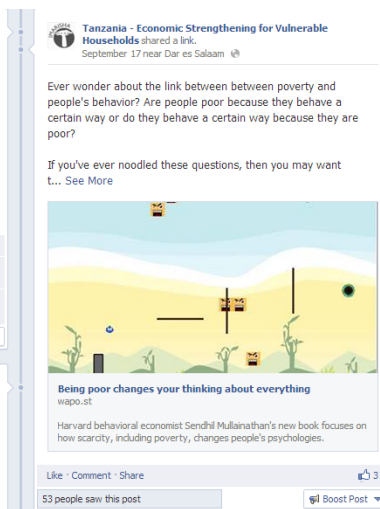 Tanzania - Economic Strengthening for Vulnerable
Households shared a link.
September 17 near Dar es Salaam
Ever wonder about the link between between poverty and
people's behavior? Are people poor because they behave a
certain way or do they behave a certain way because they are
poor?
If you've ever noodled these questions, then you may want
t... See More
Being poor changes your thinking about everything
wapo.st
Harvard behavioral economist Sendhil Mullainathan's new book focuses on
how scarcity, including poverty, changes people's psychologies.
Like · Comment · Share 3
53 people saw this post Boost Post